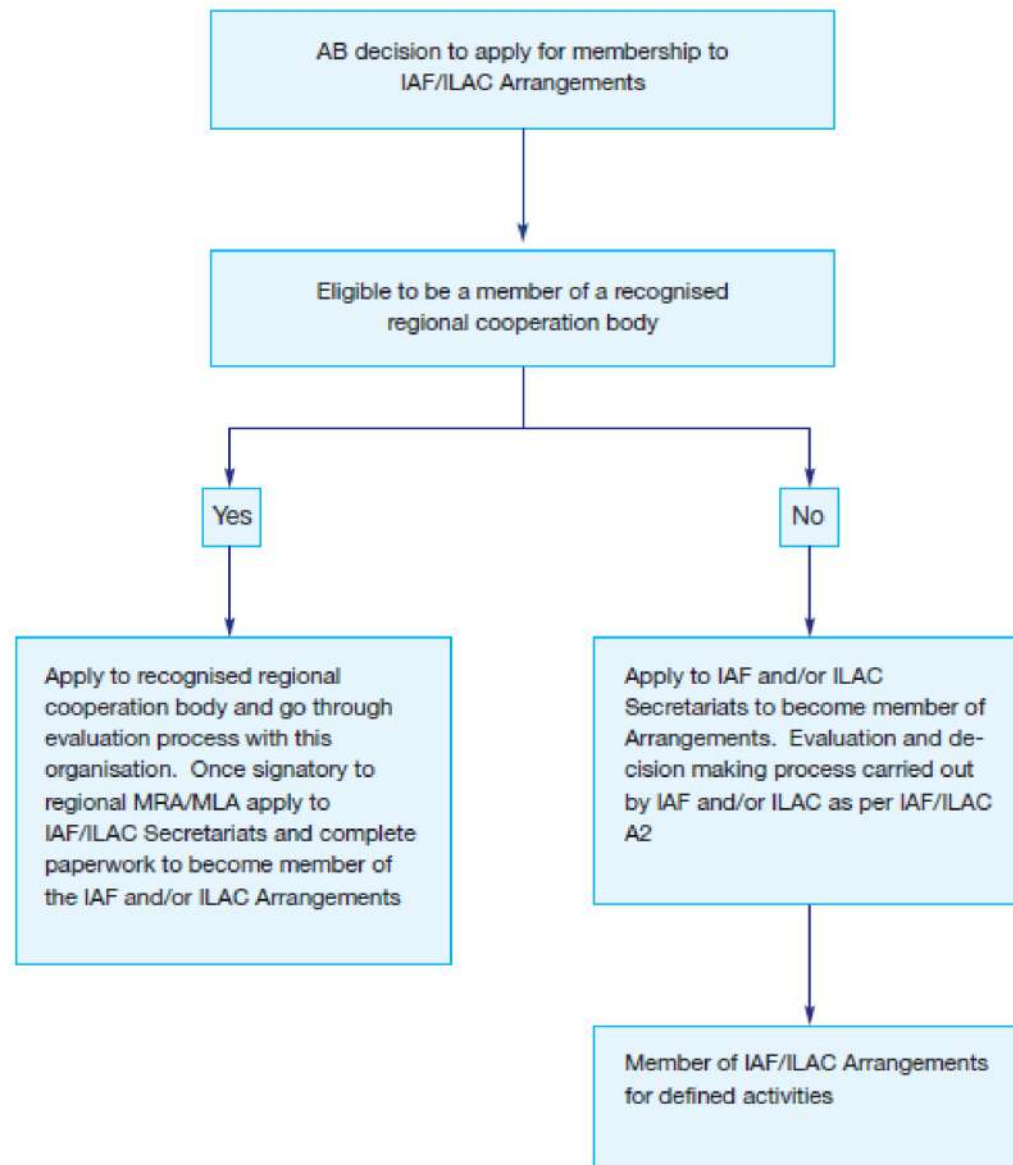 AB decision to apply for membership to
IAF/ILAC Arrangements
Eligible to be a member of a recognised
regional cooperation body
Yes
No
Apply to recognised regional
cooperation body and go through
evaluation process with this
organisation. Once signatory to
regional MRA/MLA apply to
IAF/ILAC Secretariats and complete
paperwork to become member of
the IAF and/or ILAC Arrangements
Apply to IAF and/or ILAC
Secretariats to become member of
Arrangements. Evaluation and de-
cision making process carried out
by IAF and/or ILAC as per IAF/ILAC
A2
Member of IAF/ILAC Arrangements
for defined activities